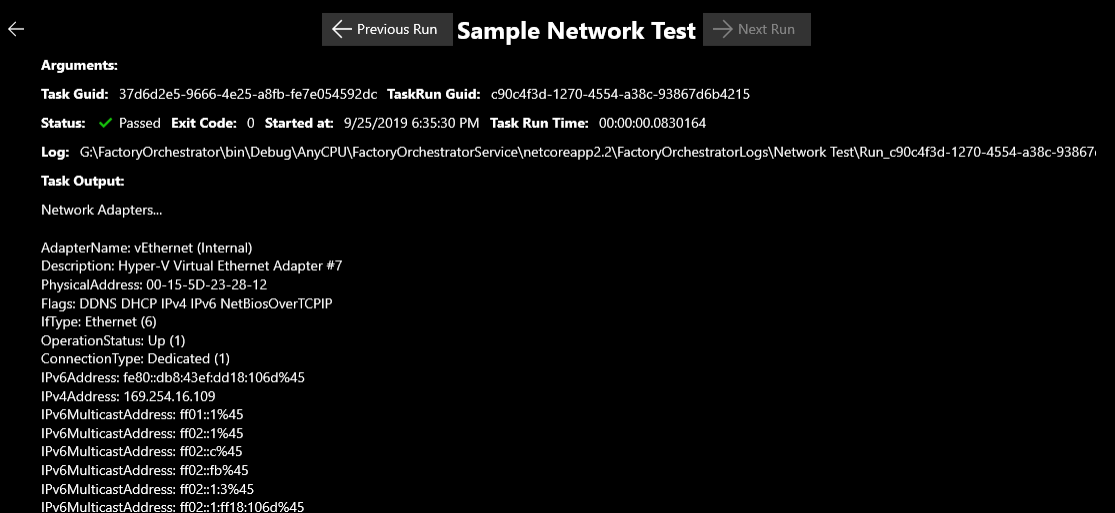 Previous Run Sample Network Test Next Run
Arguments:
Task Guid: 37d6d2e5-9666-4e25-a8fb-fe7e054592dc TaskRun Guid: c90c4f3d-1270-4554-a38c-93867d6b4215
Status: Passed Exit Code: 0 Started at: 9/25/2019 6:35:30 PM Task Run Time: 00:00:00.0830164
Log: G:\FactoryOrchestrator\bin\Debug\AnyCPU\FactoryOrchestratorService\netcoreapp2.2\FactoryOrchestratorLogs\Network Test\Run_c90c4f3d-1270-4554-a38c-93867
Task Output:
Network Adapters...
AdapterName: vEthernet (Internal)
Description: Hyper-V Virtual Ethernet Adapter #7
PhysicalAddress: 00-15-5D-23-28-12
Flags: DDNS DHCP IPv4 IPv6 NetBiosOverTCPIP
IfType: Ethernet (6)
OperationStatus: Up (1)
ConnectionType: Dedicated (1)
IPv6Address: fe80::db8:43ef:dd18:106d%45
IPv4Address: 169.254.16.109
IPv6MulticastAddress: ff01::1%45
IPv6MulticastAddress: ff02::1%45
IPv6MulticastAddress: ff02::c%45
IPv6MulticastAddress: ff02::fb%45
IPv6MulticastAddress: ff02::1:3%45
IPv6MulticastAddress: ff02::1:ff18:106d%45